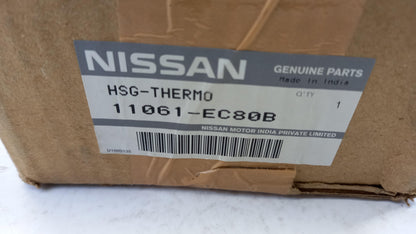 NISSAN
GENUINE PARTS
Made in India
HSG-THERMO
Q'TY
11061-EC80B
1
NISSAN MOTOR INDIA PRIVATE LIMITED